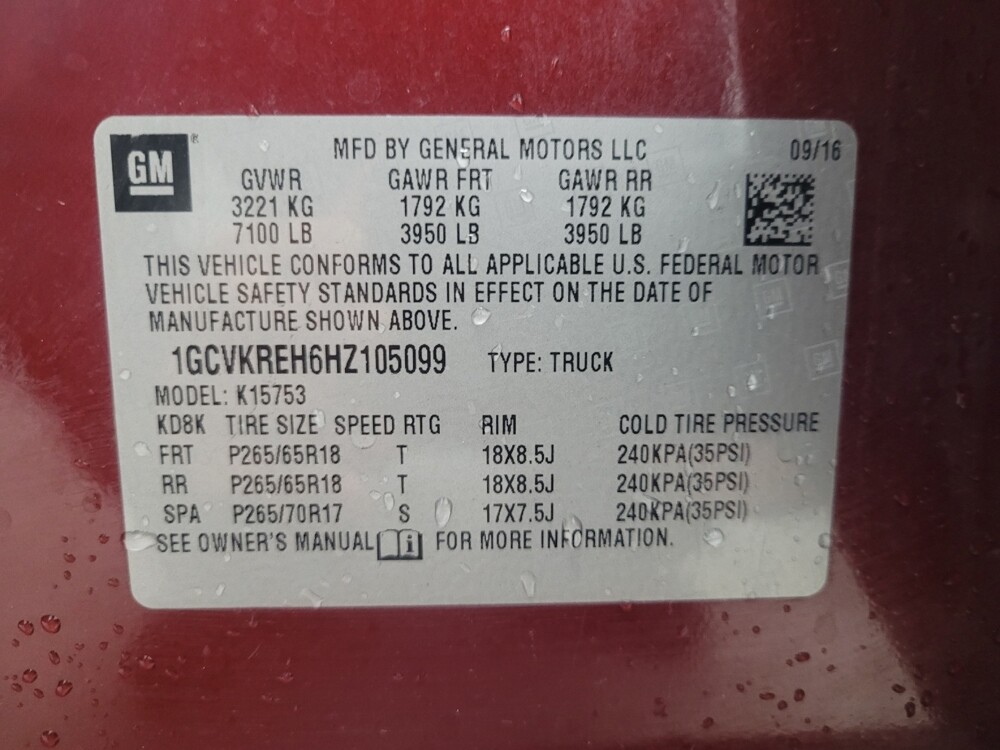 GM
MFD BY GENERAL MOTORS LLC 09/16
GVWR GAWR FRT GAWR RR
3221 KG 1792 KG 1792 KG
7100 LB 3950 LB 3950 LB
THIS VEHICLE CONFORMS TO ALL APPLICABLE U.S. FEDERAL MOTOR
VEHICLE SAFETY STANDARDS IN EFFECT ON THE DATE OF
MANUFACTURE SHOWN ABOVE.
1GCVKREH6HZ105099 TYPE: TRUCK
MODEL: K15753
KD8K TIRE SIZE SPEED RTG RIM COLD TIRE PRESSURE
FRT P265/65R18 T 18X8.5J 240KPA(35PSI)
RR P265/65R18 T 18X8.5J 240KPA(35PSI)
SPA P265/70R17 S 17X7.5J 240KPA(35PSI)
SEE OWNER'S MANUAL i FOR MORE INFORMATION.